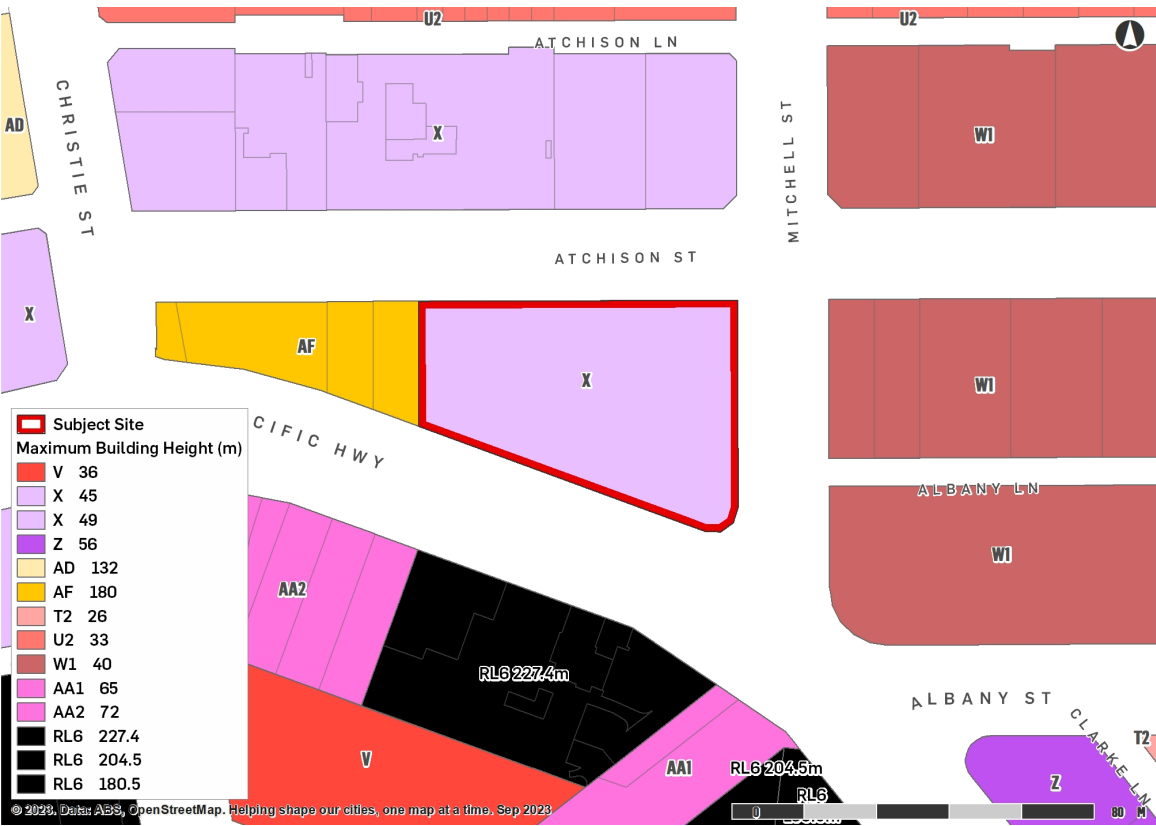 U2
U2
ATCHISON LN
CHRISTIE ST
AD
X
W1
MITCHELL ST
ATCHISON ST
X
AF
X
W1
CIFIC HWY
ALBANY LN
W1
Subject Site
Maximum Building Height (m)
V 36
X 45
X 49
Z 56
AD 132
AF 180
T2 26
U2 33
W1 40
AA1 65
AA2 72
RL6 227.4
RL6 204.5
RL6 180.5
AA2
RL6 227.4m
V
AA1
RL6 204.5m
RL6
ALBANY ST
CLARKE LN
T2
Z
© 2023. Data: ABS, OpenStreetMap. Helping shape our cities, one map at a time. Sep 2023
0 80 M